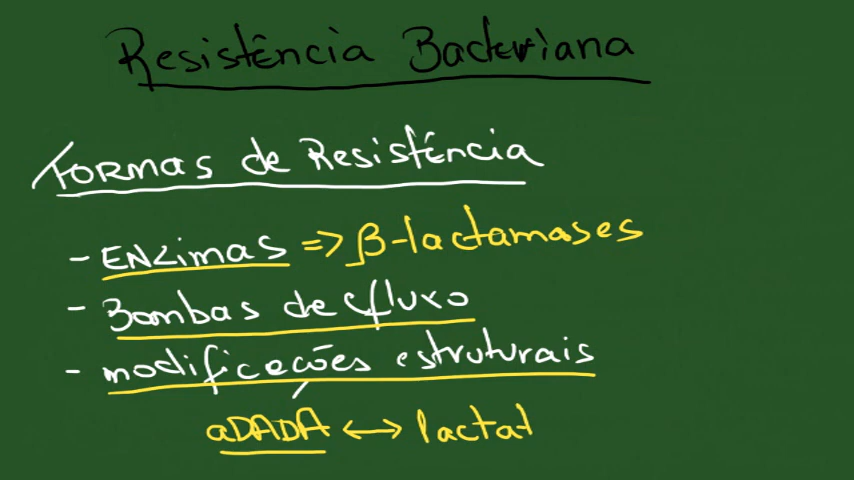 Resistência Bacteriana
Formas de Resistência
- Enzimas => β-lactamases
- Bombas de efluxo
- modificações estruturais
aDADA <-> lactat